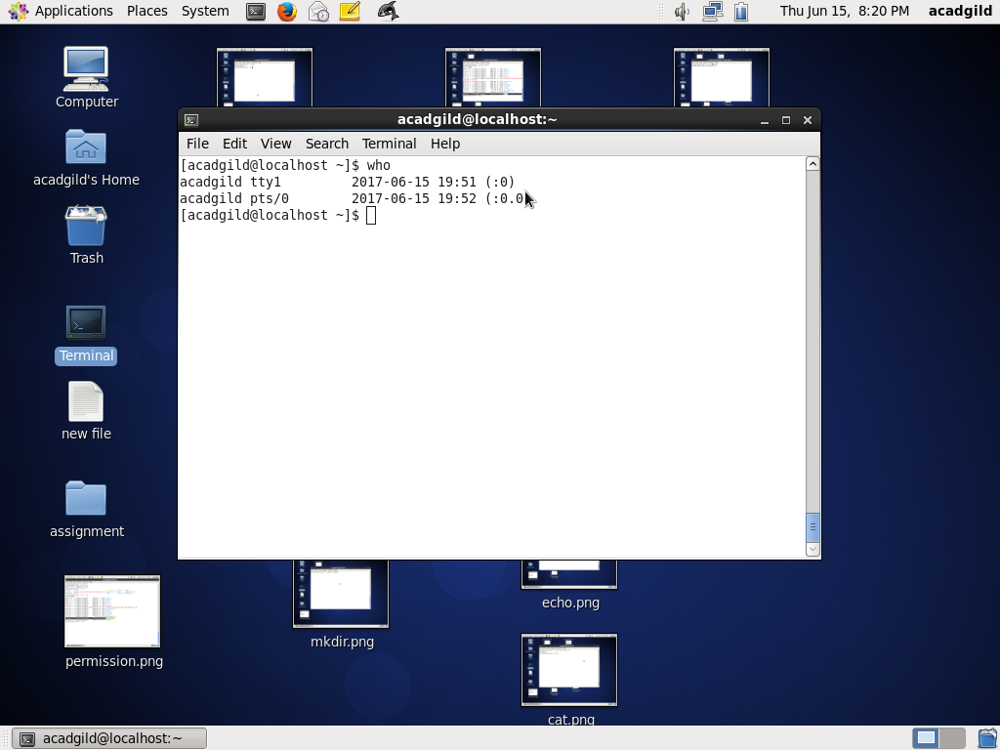 Applications Places System Thu Jun 15, 8:20 PM acadgild
Computer
acadgild's Home
Trash
Terminal
new file
assignment
permission.png
acadgild@localhost:~
File Edit View Search Terminal Help
[acadgild@localhost ~]$ who
acadgild tty1 2017-06-15 19:51 (:0)
acadgild pts/0 2017-06-15 19:52 (:0.0
[acadgild@localhost ~]$
mkdir.png
echo.png
cat.png
acadgild@localhost:~